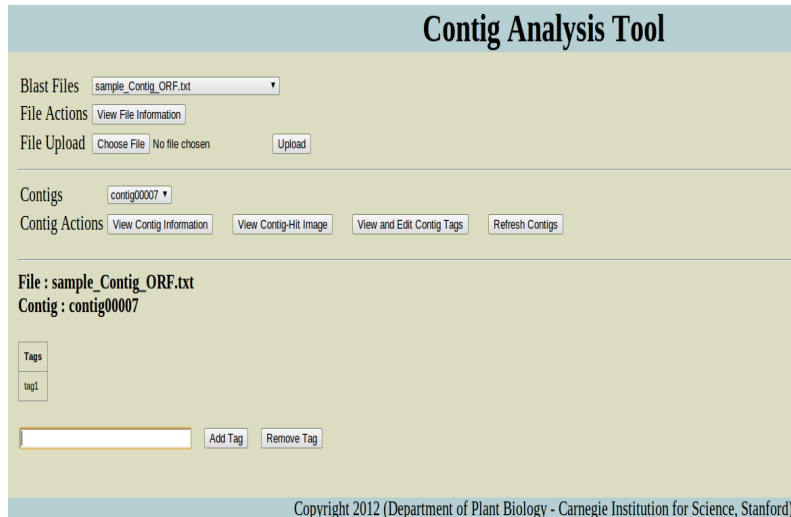 Contig Analysis Tool
Blast Files sample_Contig_ORF.txt
File Actions View File Information
File Upload Choose File No file chosen Upload
Contigs contig00007
Contig Actions View Contig Information View Contig-Hit Image View and Edit Contig Tags Refresh Contigs
File : sample_Contig_ORF.txt
Contig : contig00007
Tags
tag1
Add Tag Remove Tag
Copyright 2012 (Department of Plant Biology - Carnegie Institution for Science, Stanford)